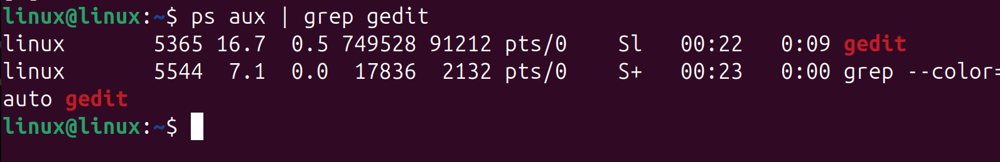 linux@linux:~$ ps aux | grep gedit
linux       5365 16.7  0.5 749528 91212 pts/0    Sl   00:22   0:09 gedit
linux       5544  7.1  0.0  17836  2132 pts/0    S+   00:23   0:00 grep --color=
auto gedit
linux@linux:~$